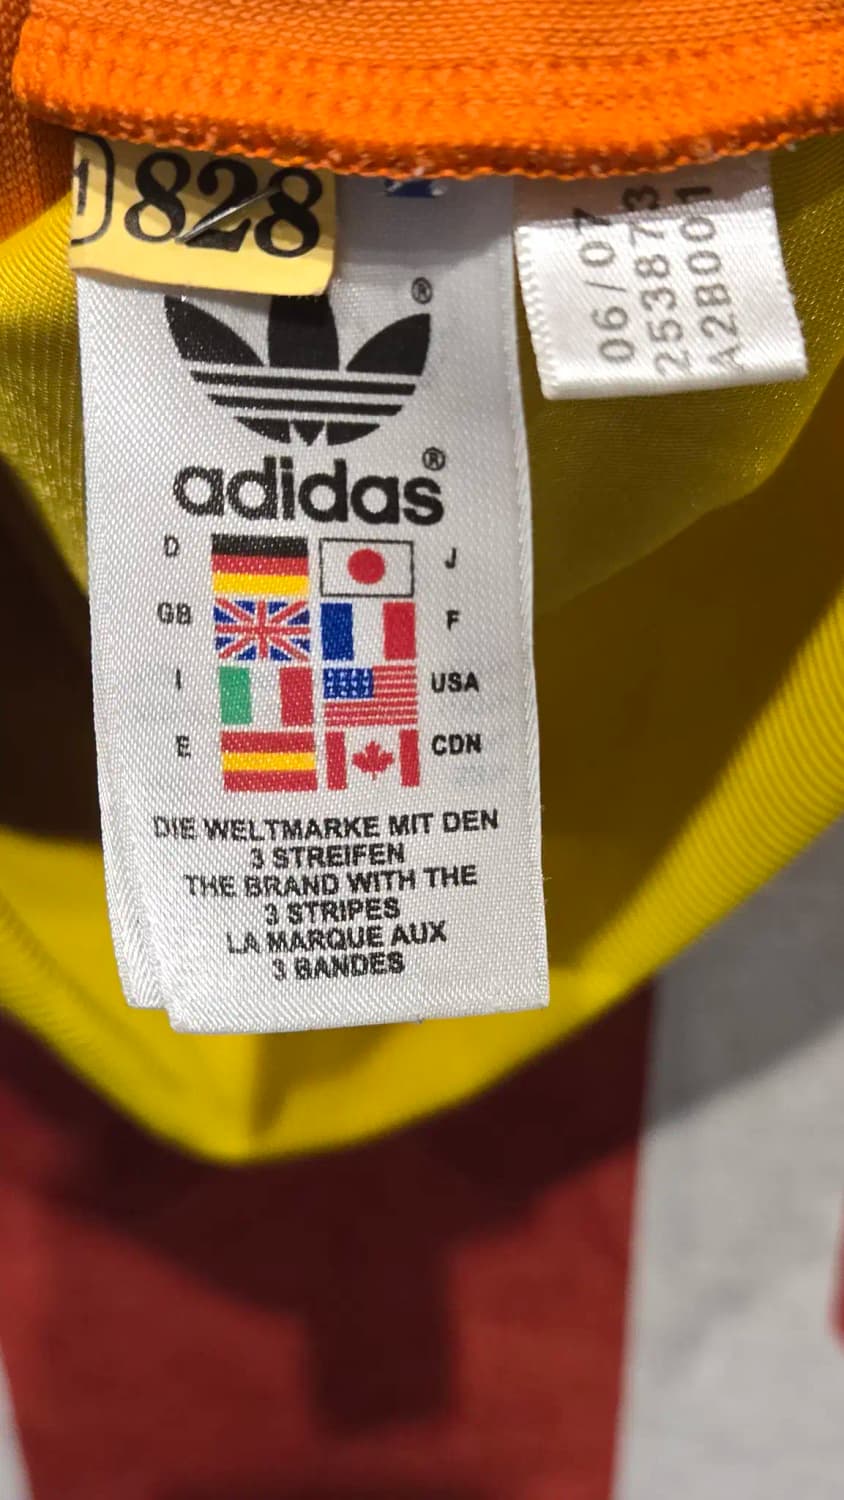 1 828
06/07
253873
A2B001
®
adidas®
D J
GB F
I USA
E CDN
DIE WELTMARKE MIT DEN
3 STREIFEN
THE BRAND WITH THE
3 STRIPES
LA MARQUE AUX
3 BANDES